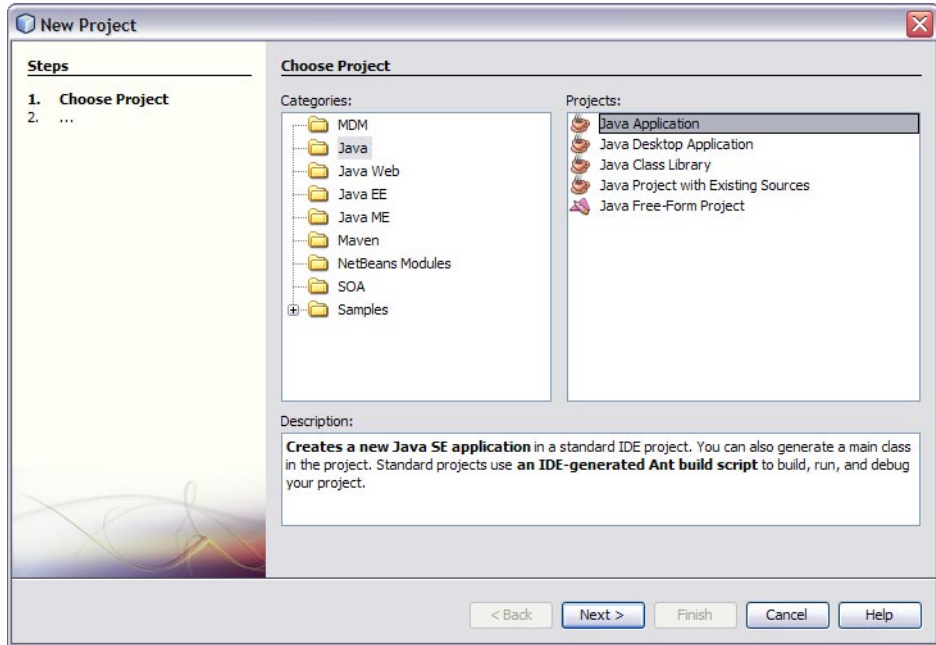 New Project
Steps
1. Choose Project
2. ...
Choose Project
Categories:
MDM
Java
Java Web
Java EE
Java ME
Maven
NetBeans Modules
SOA
Samples
Projects:
Java Application
Java Desktop Application
Java Class Library
Java Project with Existing Sources
Java Free-Form Project
Description:
Creates a new Java SE application in a standard IDE project. You can also generate a main class
in the project. Standard projects use an IDE-generated Ant build script to build, run, and debug
your project.
< Back
Next >
Finish
Cancel
Help